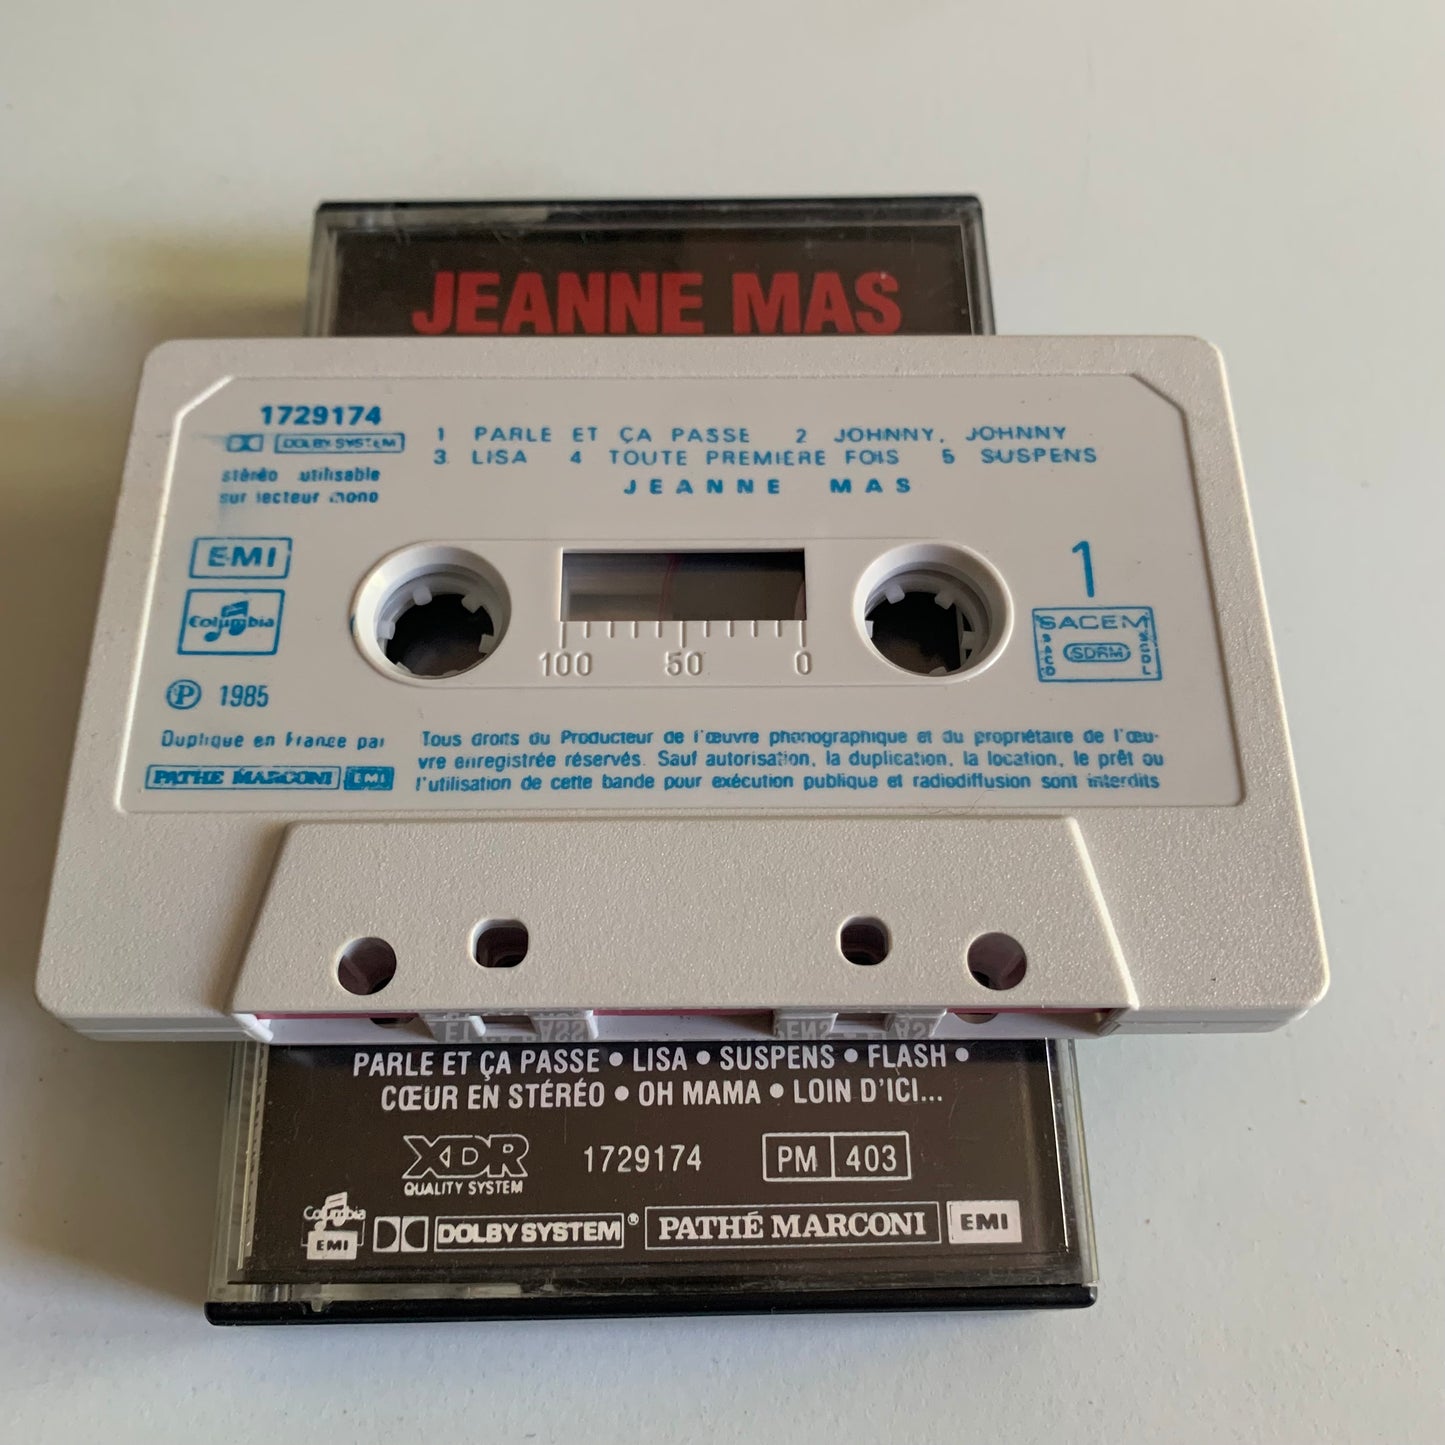 JEANNE MAS
1729174
DOLBY SYSTEM
stéréo utilisable
sur lecteur mono
1 PARLE ET ÇA PASSE 2 JOHNNY, JOHNNY
3 LISA 4 TOUTE PREMIERE FOIS 5 SUSPENS
JEANNE MAS
EMI
Columbia
℗ 1985
1
SACEM
SACD SDRM SCDL
100 50 0
Duplique en France par
PATHE MARCONI EMI
Tous droits du Producteur de l'œuvre phonographique et du propriétaire de l'œu-
vre enregistrée réservés. Sauf autorisation, la duplication, la location, le prêt ou
l'utilisation de cette bande pour exécution publique et radiodiffusion sont interdits
PARLE ET ÇA PASSE • LISA • SUSPENS • FLASH •
CŒUR EN STÉRÉO • OH MAMA • LOIN D'ICI...
XDR
QUALITY SYSTEM
1729174
PM 403
Columbia
EMI
DOLBY SYSTEM®
PATHÉ MARCONI
EMI